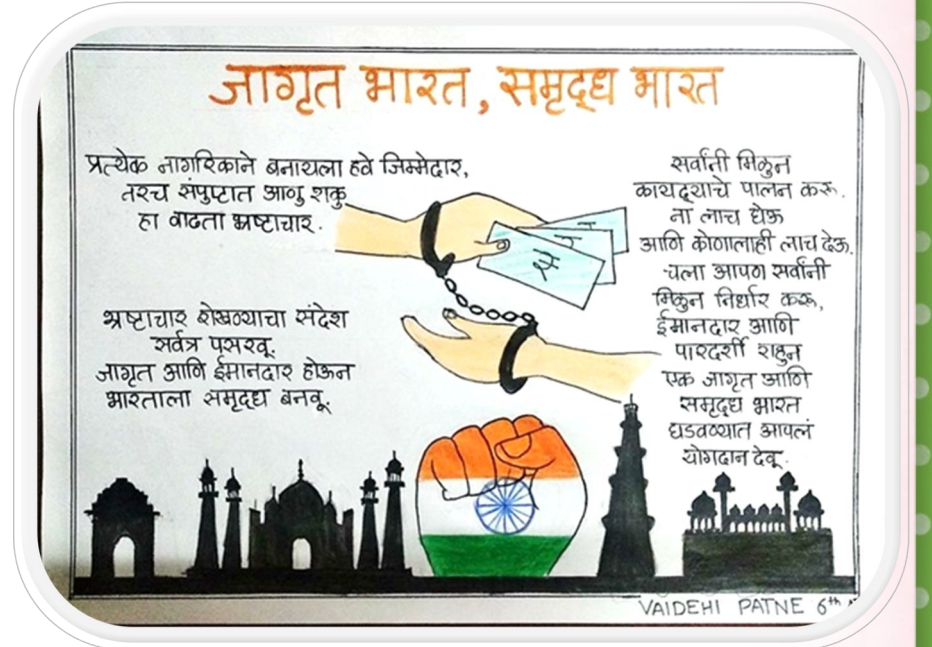 जागृत भारत, समृद्ध भारत
प्रत्येक नागरिकाने बनायला हवे जिम्मेदार,
तरच संपुष्टात आणु शकु
हा वाढता भ्रष्टाचार.
भ्रष्टाचार रोखण्याचा संदेश
सर्वत्र पसरवू.
जागृत आणि ईमानदार होऊन
भारताला समृद्ध बनवू.
सर्वांनी मिळुन
कायद्याचे पालन करू.
ना लाच घेऊ
आणि कोणालाही लाच देऊ.
चला आपण सर्वांनी
मिळुन निर्धार करू,
ईमानदार आणि
पारदर्शी राहुन
एक जागृत आणि
समृद्ध भारत
घडवण्यात आपलं
योगदान देवू.
₹
VAIDEHI PATNE 6th